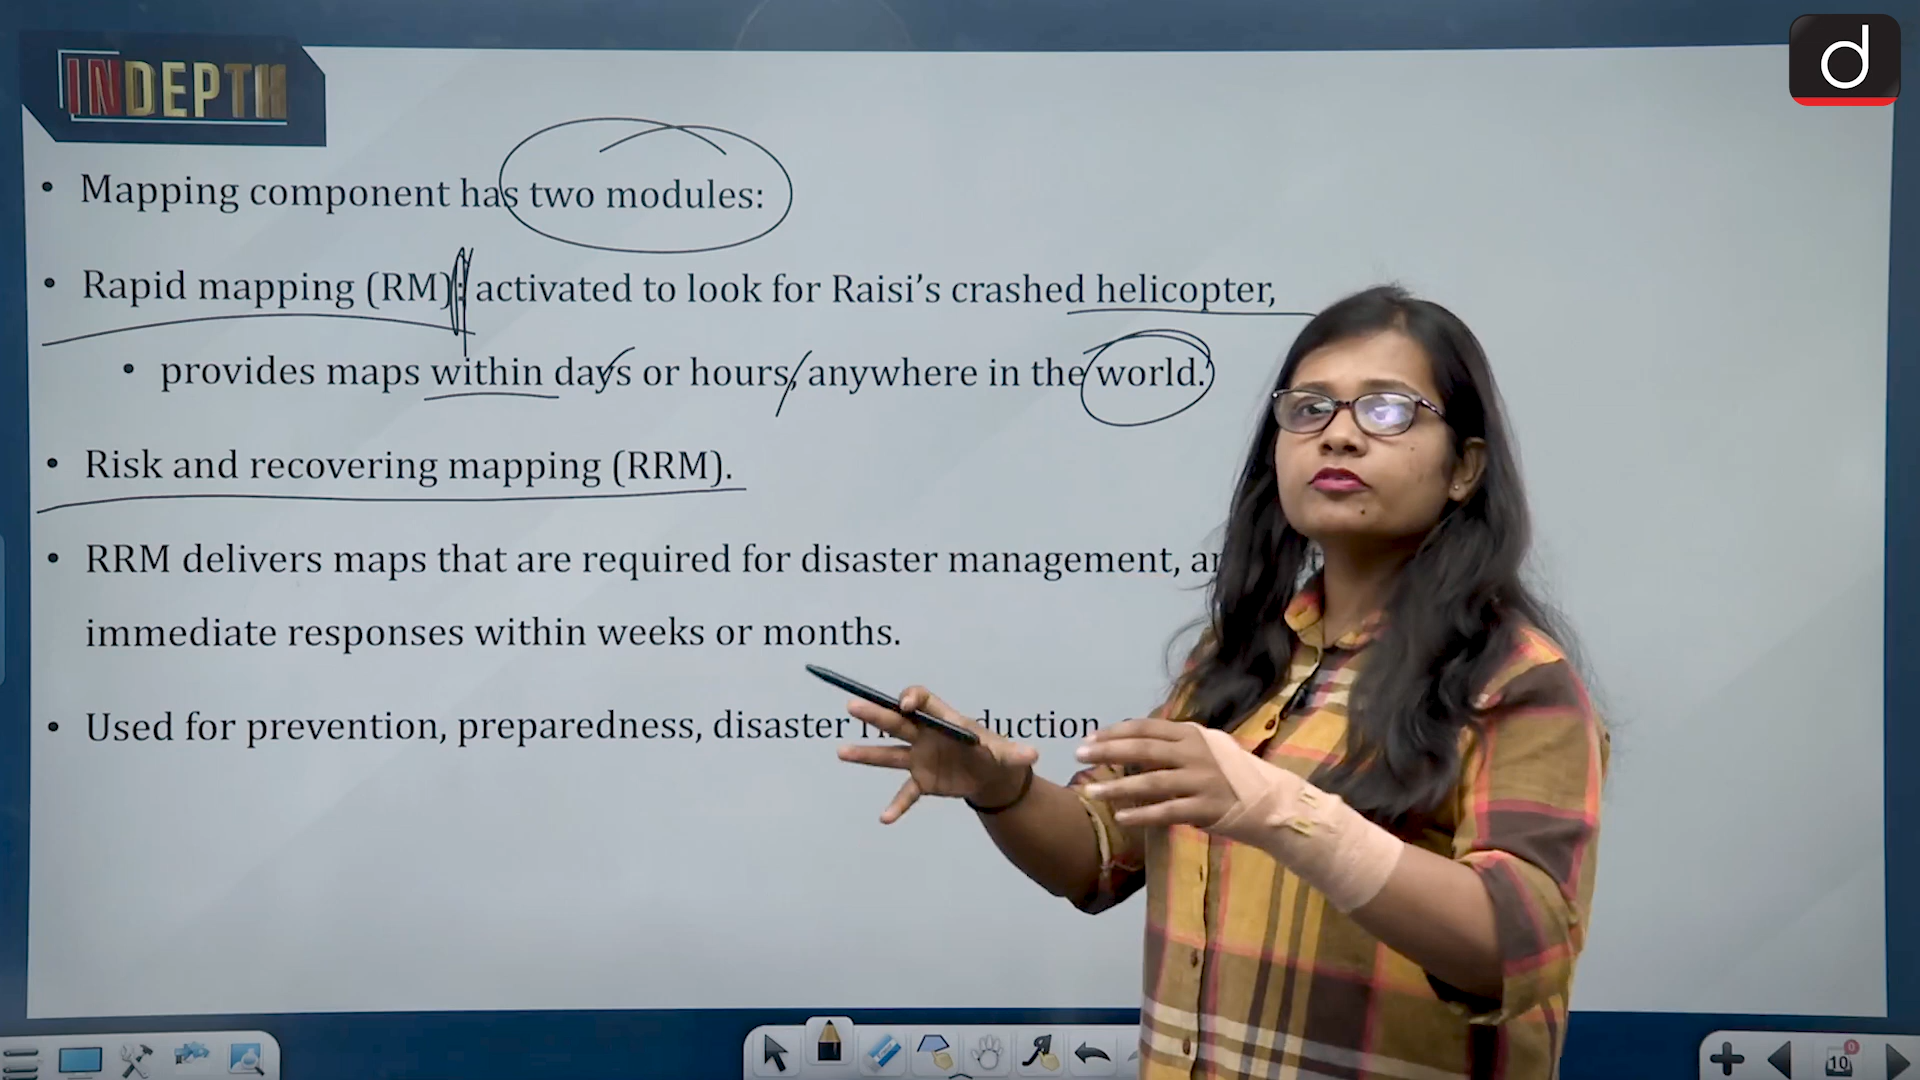 INDEPTH
d
• Mapping component has two modules:
• Rapid mapping (RM): activated to look for Raisi’s crashed helicopter,
• provides maps within days or hours, anywhere in the world.
• Risk and recovering mapping (RRM).
• RRM delivers maps that are required for disaster management,
immediate responses within weeks or months.
• Used for prevention, preparedness, disaster
10
0